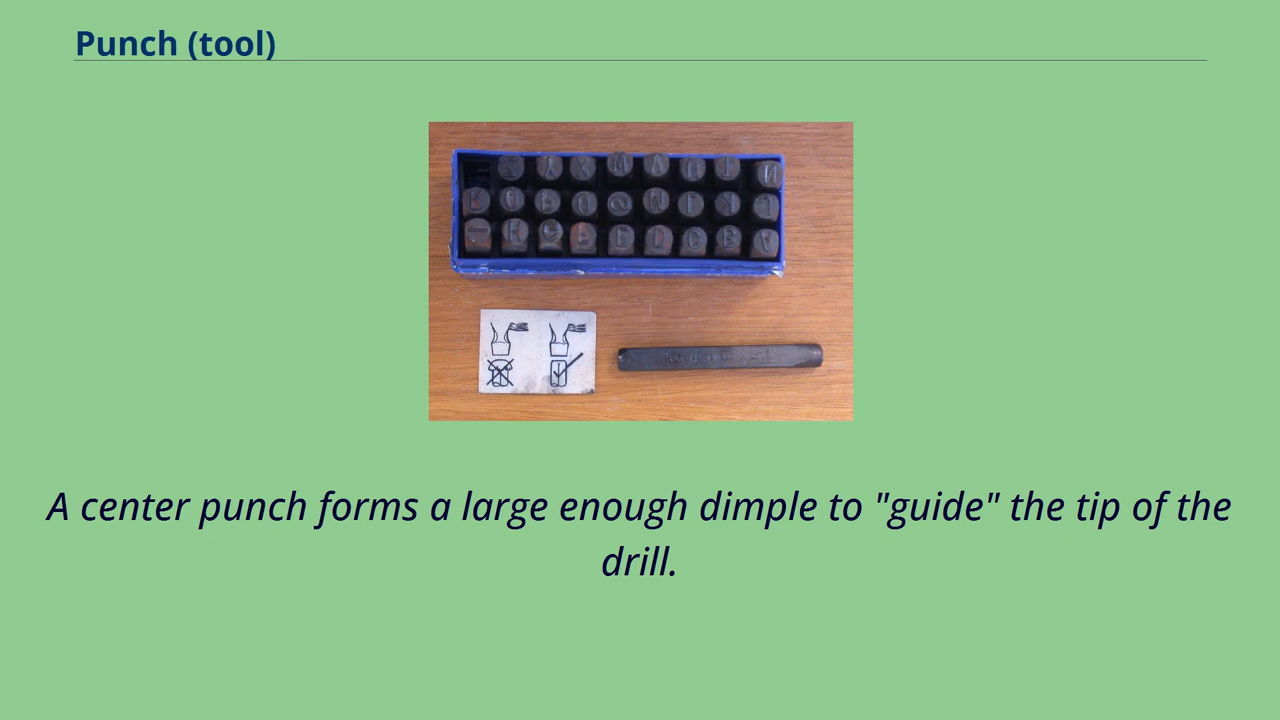 Punch (tool)
A center punch forms a large enough dimple to "guide" the tip of the
drill.